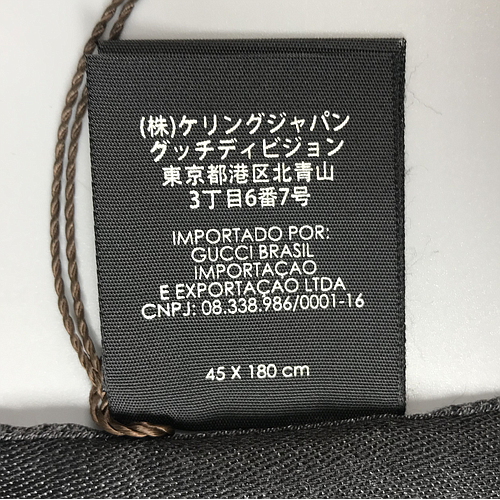 (株)ケリングジャパン
グッチディビジョン
東京都港区北青山
3丁目6番7号
IMPORTADO POR:
GUCCI BRASIL
IMPORTAÇAO
E EXPORTAÇAO LTDA
CNPJ: 08.338.986/0001-16
45 X 180 cm